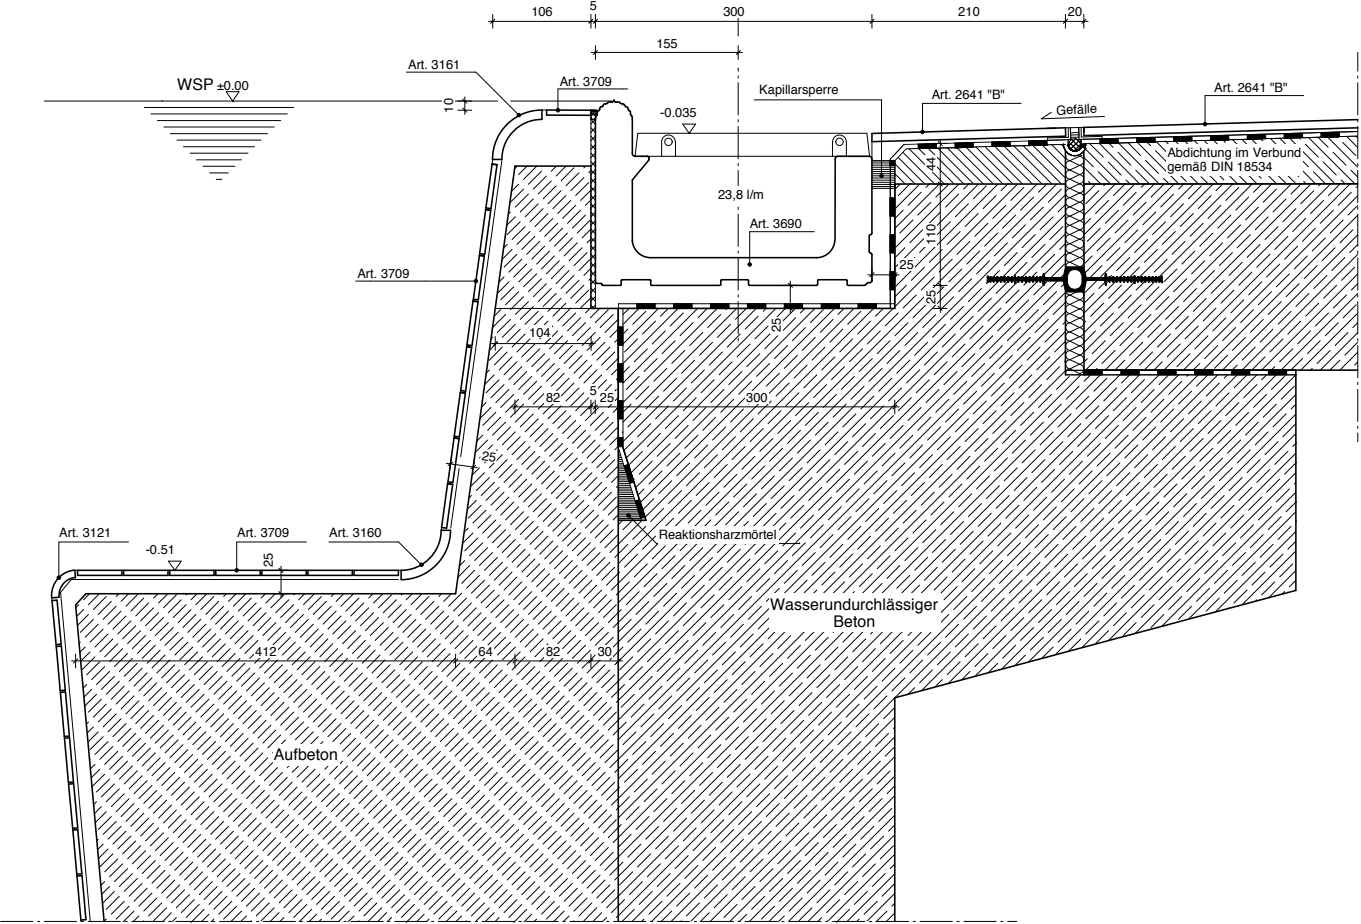 106
5
300
210
20
155
Art. 3161
Art. 3709
WSP ±0.00
10
Kapillarsperre
-0.035
Art. 2641 "B"
Gefälle
Art. 2641 "B"
44
Abdichtung im Verbund
gemäß DIN 18534
23,8 l/m
Art. 3690
110
25
25
25
Art. 3709
104
82
5
25
300
25
Art. 3121
Art. 3709
Art. 3160
-0.51
25
Reaktionsharzmörtel
Wasserundurchlässiger
Beton
412
64
82
30
Aufbeton